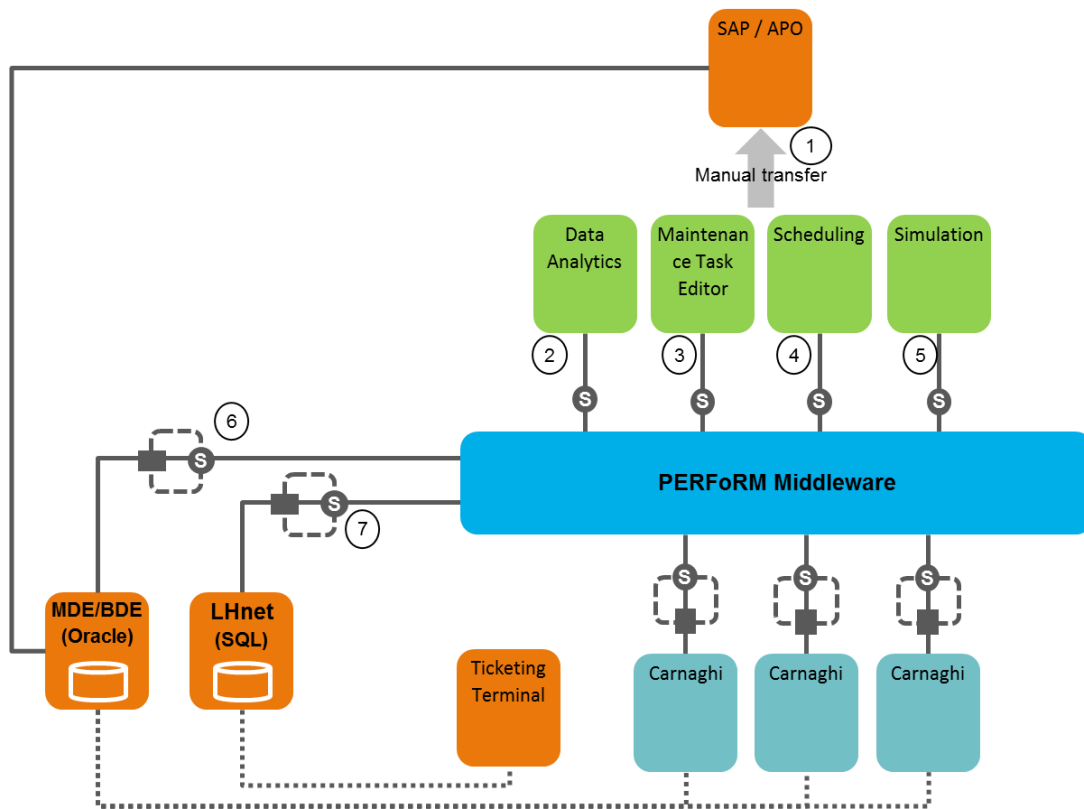 SAP / APO
1
Manual transfer
Data
Analytics
Maintenan
ce Task
Editor
Scheduling
Simulation
2
3
4
5
S
S
S
S
6
S
PERFoRM Middleware
S
7
S
S
S
MDE/BDE
(Oracle)
LHnet
(SQL)
Ticketing
Terminal
Carnaghi
Carnaghi
Carnaghi